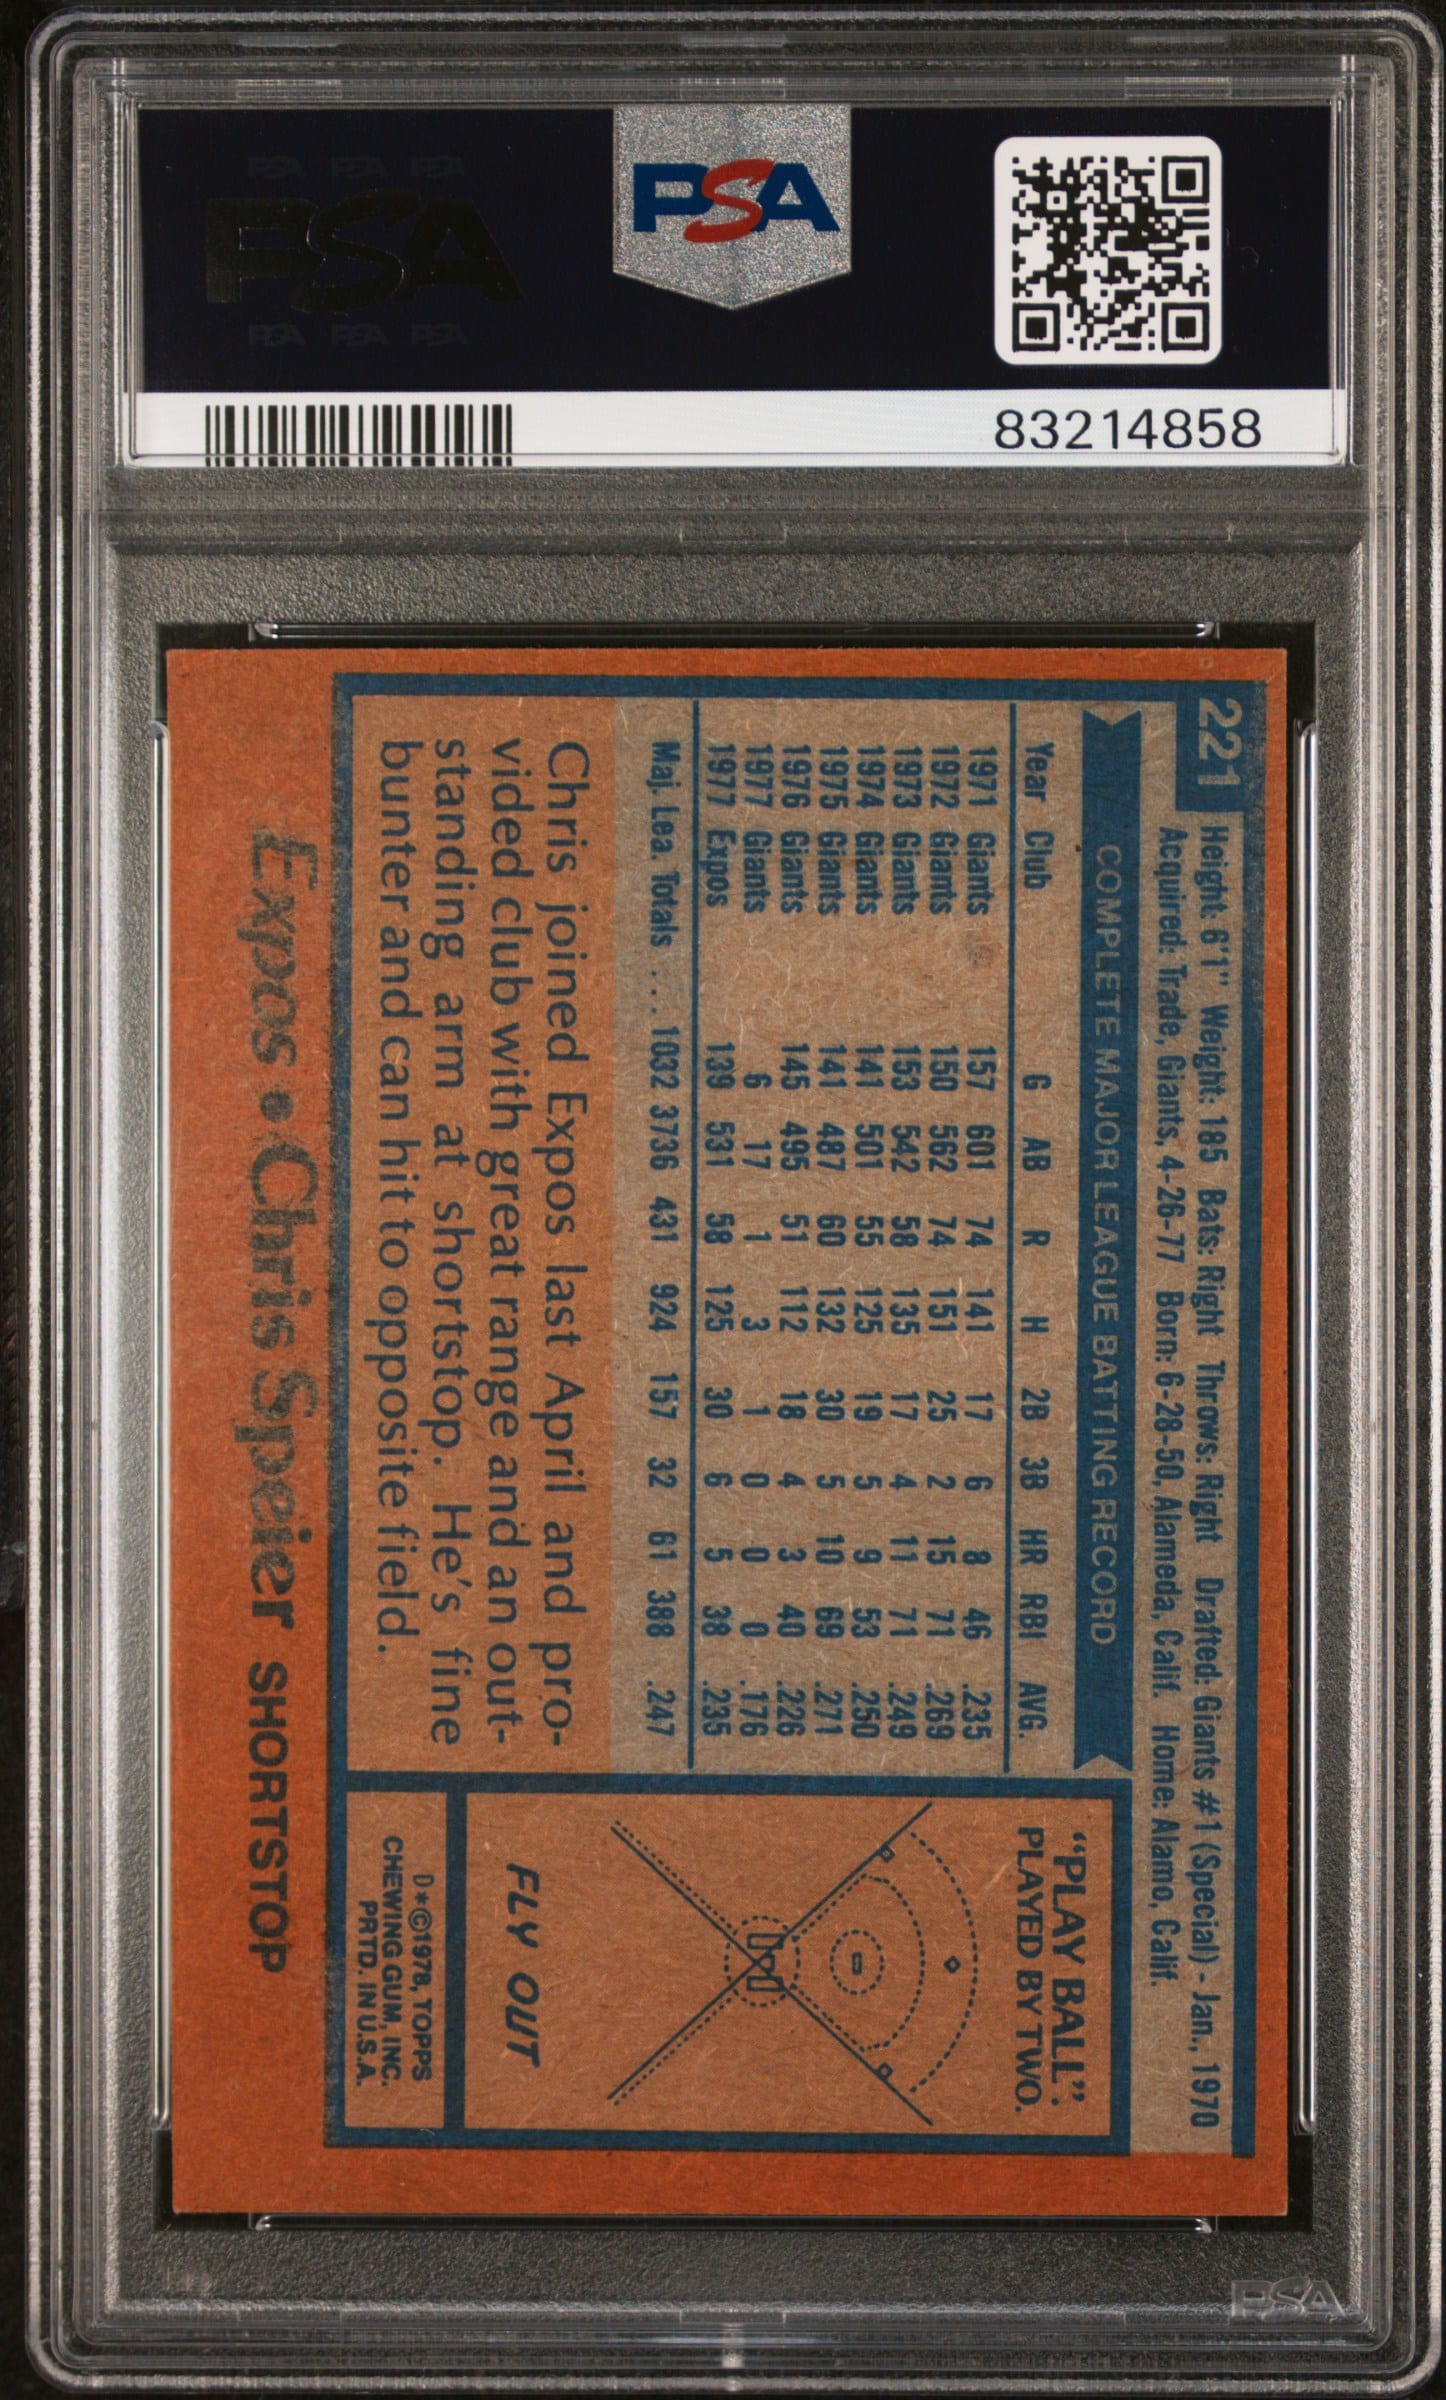 PSA PSA PSA
PSA
PSA PSA PSA
PSA
83214858
221
Height: 6'1" Weight: 185 Bats: Right Throws: Right Drafted: Giants #1 (Special) - Jan., 1970
Acquired: Trade, Giants, 4-26-77 Born: 6-28-50, Alameda, Calif. Home: Alamo, Calif.
COMPLETE MAJOR LEAGUE BATTING RECORD
Year Club G AB R H 2B 3B HR RBI AVG.
1971 Giants 157 601 74 141 17 6 8 46 .235
1972 Giants 150 562 74 151 25 2 15 71 .269
1973 Giants 153 542 58 135 17 4 11 71 .249
1974 Giants 141 501 55 125 19 5 9 53 .250
1975 Giants 141 487 60 132 30 5 10 69 .271
1976 Giants 145 495 51 112 18 4 3 40 .226
1977 Giants 6 17 1 3 1 0 0 0 .176
1977 Expos 139 531 58 125 30 6 5 38 .235
Maj. Lea. Totals ... 1032 3736 431 924 157 32 61 388 .247
Chris joined Expos last April and pro-
vided club with great range and an out-
standing arm at shortstop. He's fine
bunter and can hit to opposite field.
"PLAY BALL":
PLAYED BY TWO.
FLY OUT
D*©1978, TOPPS
CHEWING GUM, INC.
PRTD. IN U.S.A.
Expos • Chris Speier SHORTSTOP
PSA